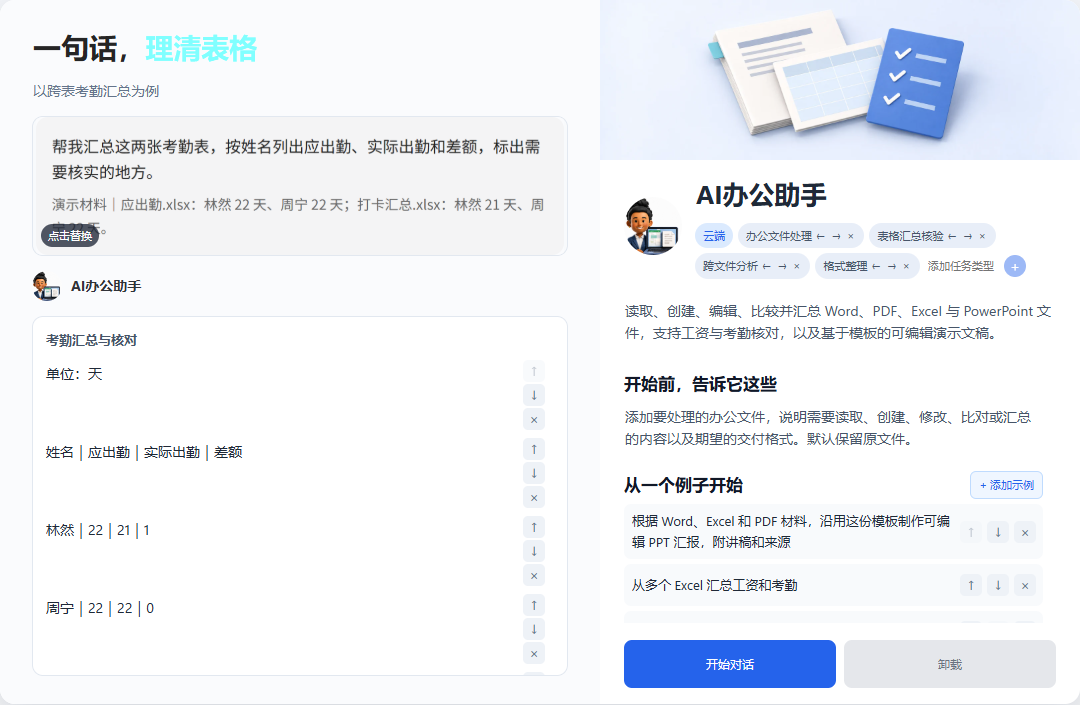 一句话，理清表格
以跨表考勤汇总为例
帮我汇总这两张考勤表，按姓名列出应出勤、实际出勤和差额，标出需
要核实的地方。
演示材料｜应出勤.xlsx：林然 22 天、周宁 22 天；打卡汇总.xlsx：林然 21 天、周
天。
点击替换
AI办公助手
考勤汇总与核对
单位：天
↑
↓
×
姓名 | 应出勤 | 实际出勤 | 差额
↑
↓
×
林然 | 22 | 21 | 1
↑
↓
×
周宁 | 22 | 22 | 0
↑
↓
×
AI办公助手
云端 办公文件处理 ← → × 表格汇总核验 ← → ×
跨文件分析 ← → × 格式整理 ← → × 添加任务类型 +
读取、创建、编辑、比较并汇总 Word、PDF、Excel 与 PowerPoint 文
件，支持工资与考勤核对，以及基于模板的可编辑演示文稿。
开始前，告诉它这些
添加要处理的办公文件，说明需要读取、创建、修改、比对或汇总
的内容以及期望的交付格式。默认保留原文件。
从一个例子开始 + 添加示例
根据 Word、Excel 和 PDF 材料，沿用这份模板制作可编
辑 PPT 汇报，附讲稿和来源
↑ ↓ ×
从多个 Excel 汇总工资和考勤 ↑ ↓ ×
开始对话 卸载